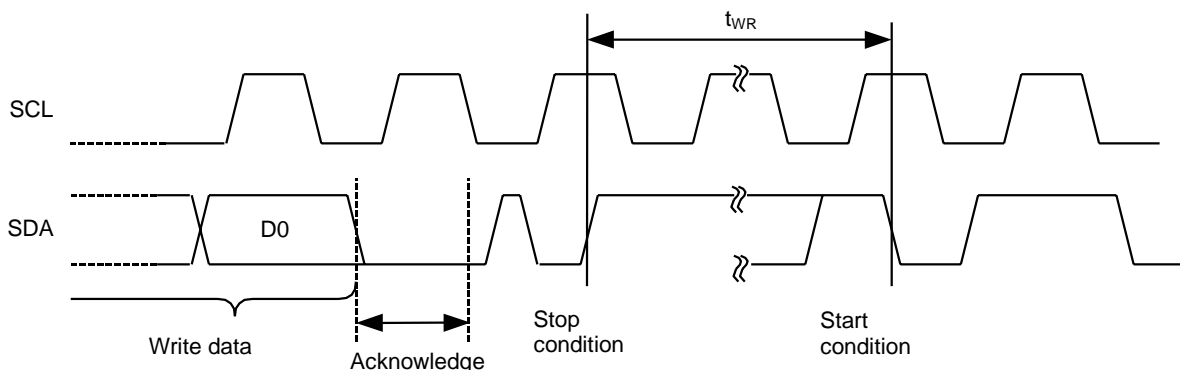 tWR
SCL
SDA
D0
Write data
Acknowledge
Stop
condition
Start
condition